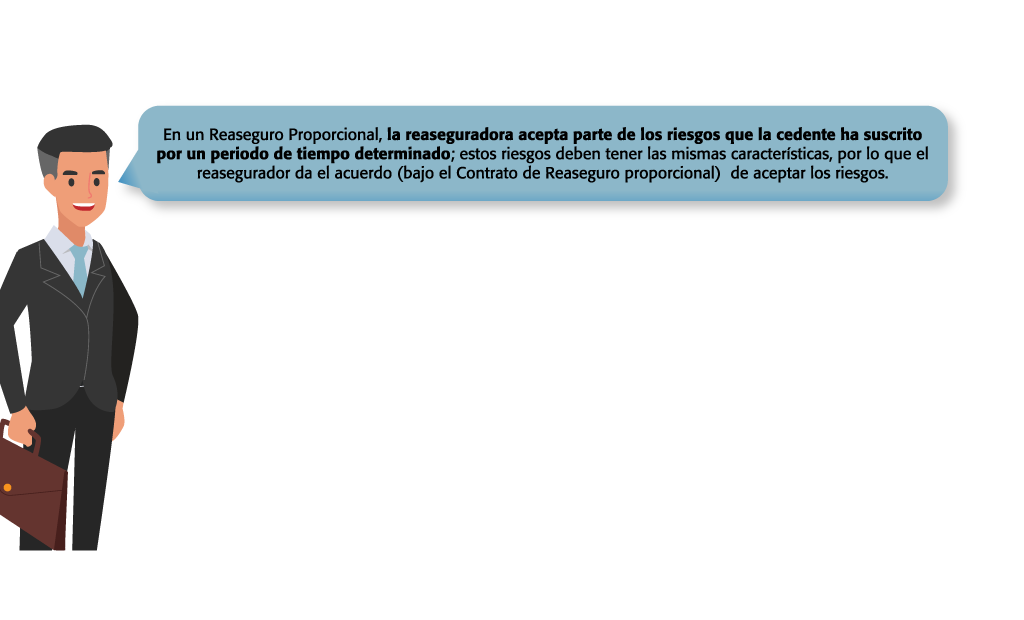 En un Reaseguro Proporcional, la reaseguradora acepta parte de los riesgos que la cedente ha suscrito
por un periodo de tiempo determinado; estos riesgos deben tener las mismas características, por lo que el
reasegurador da el acuerdo (bajo el Contrato de Reaseguro proporcional)  de aceptar los riesgos.